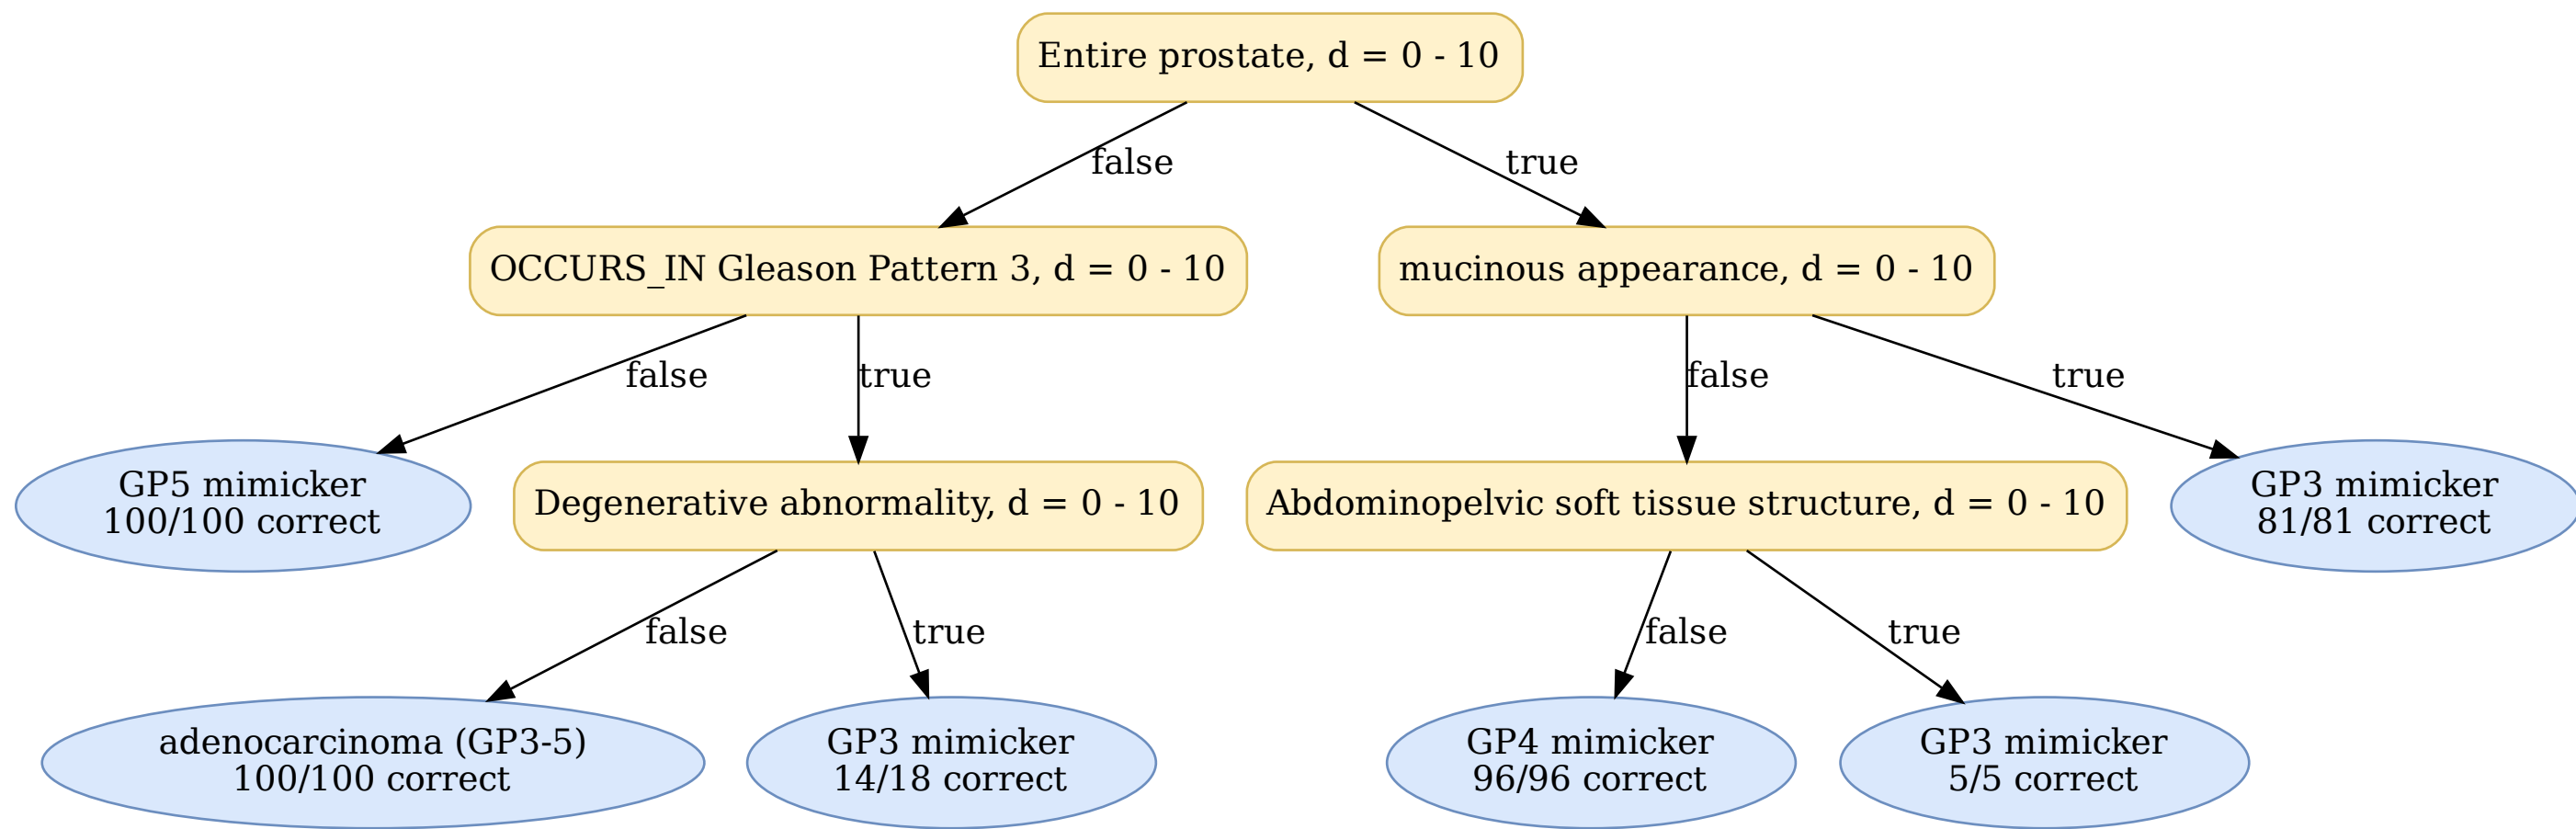 Entire prostate, d = 0 - 10
false
true
OCCURS_IN Gleason Pattern 3, d = 0 - 10
mucinous appearance, d = 0 - 10
false
true
false
true
GP5 mimicker
100/100 correct
Degenerative abnormality, d = 0 - 10
Abdominopelvic soft tissue structure, d = 0 - 10
GP3 mimicker
81/81 correct
false
true
false
true
adenocarcinoma (GP3-5)
100/100 correct
GP3 mimicker
14/18 correct
GP4 mimicker
96/96 correct
GP3 mimicker
5/5 correct